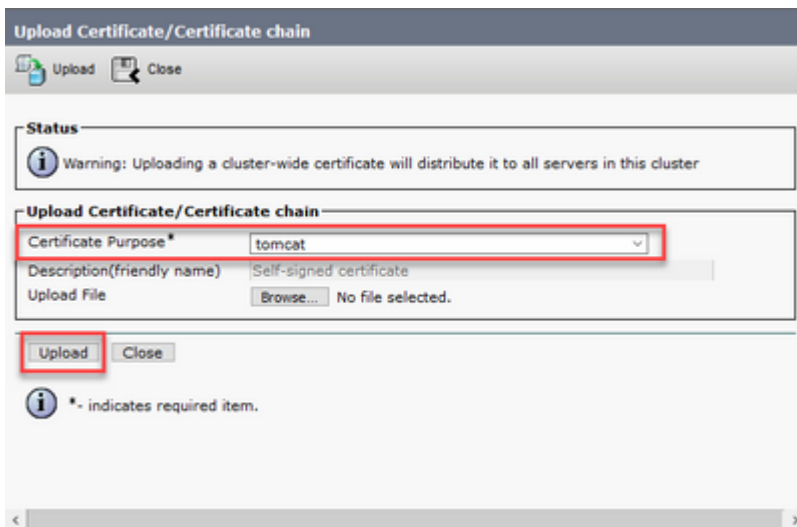 Upload Certificate/Certificate chain
Upload Close
Status
Warning: Uploading a cluster-wide certificate will distribute it to all servers in this cluster
Upload Certificate/Certificate chain
Certificate Purpose* tomcat
Description(friendly name) Self-signed certificate
Upload File Browse... No file selected.
Upload Close
*- indicates required item.